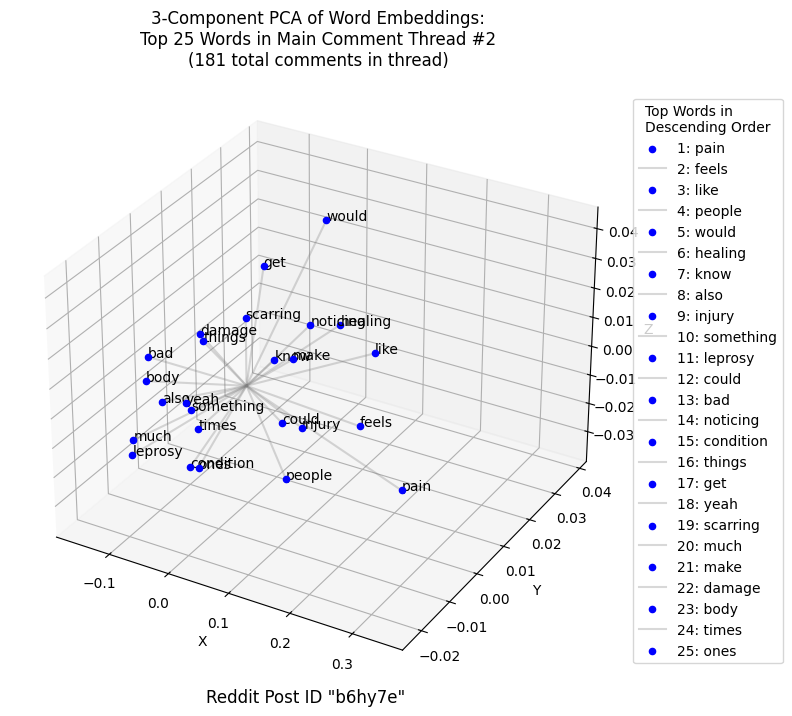 3-Component PCA of Word Embeddings:
Top 25 Words in Main Comment Thread #2
(181 total comments in thread)
Top Words in
Descending Order
1: pain
2: feels
3: like
4: people
5: would
6: healing
7: know
8: also
9: injury
10: something
11: leprosy
12: could
13: bad
14: noticing
15: condition
16: things
17: get
18: yeah
19: scarring
20: much
21: make
22: damage
23: body
24: times
25: ones
would
get
scarring
noticing
healing
damage
things
bad
know
make
like
body
also
yeah
something
could
injury
feels
times
much
leprosy
condition
ones
people
pain
0.04
0.03
0.02
0.01
0.00
−0.01
−0.02
−0.03
Z
0.04
0.03
0.02
0.01
0.00
−0.01
−0.02
Y
−0.1
0.0
0.1
0.2
0.3
X
Reddit Post ID "b6hy7e"